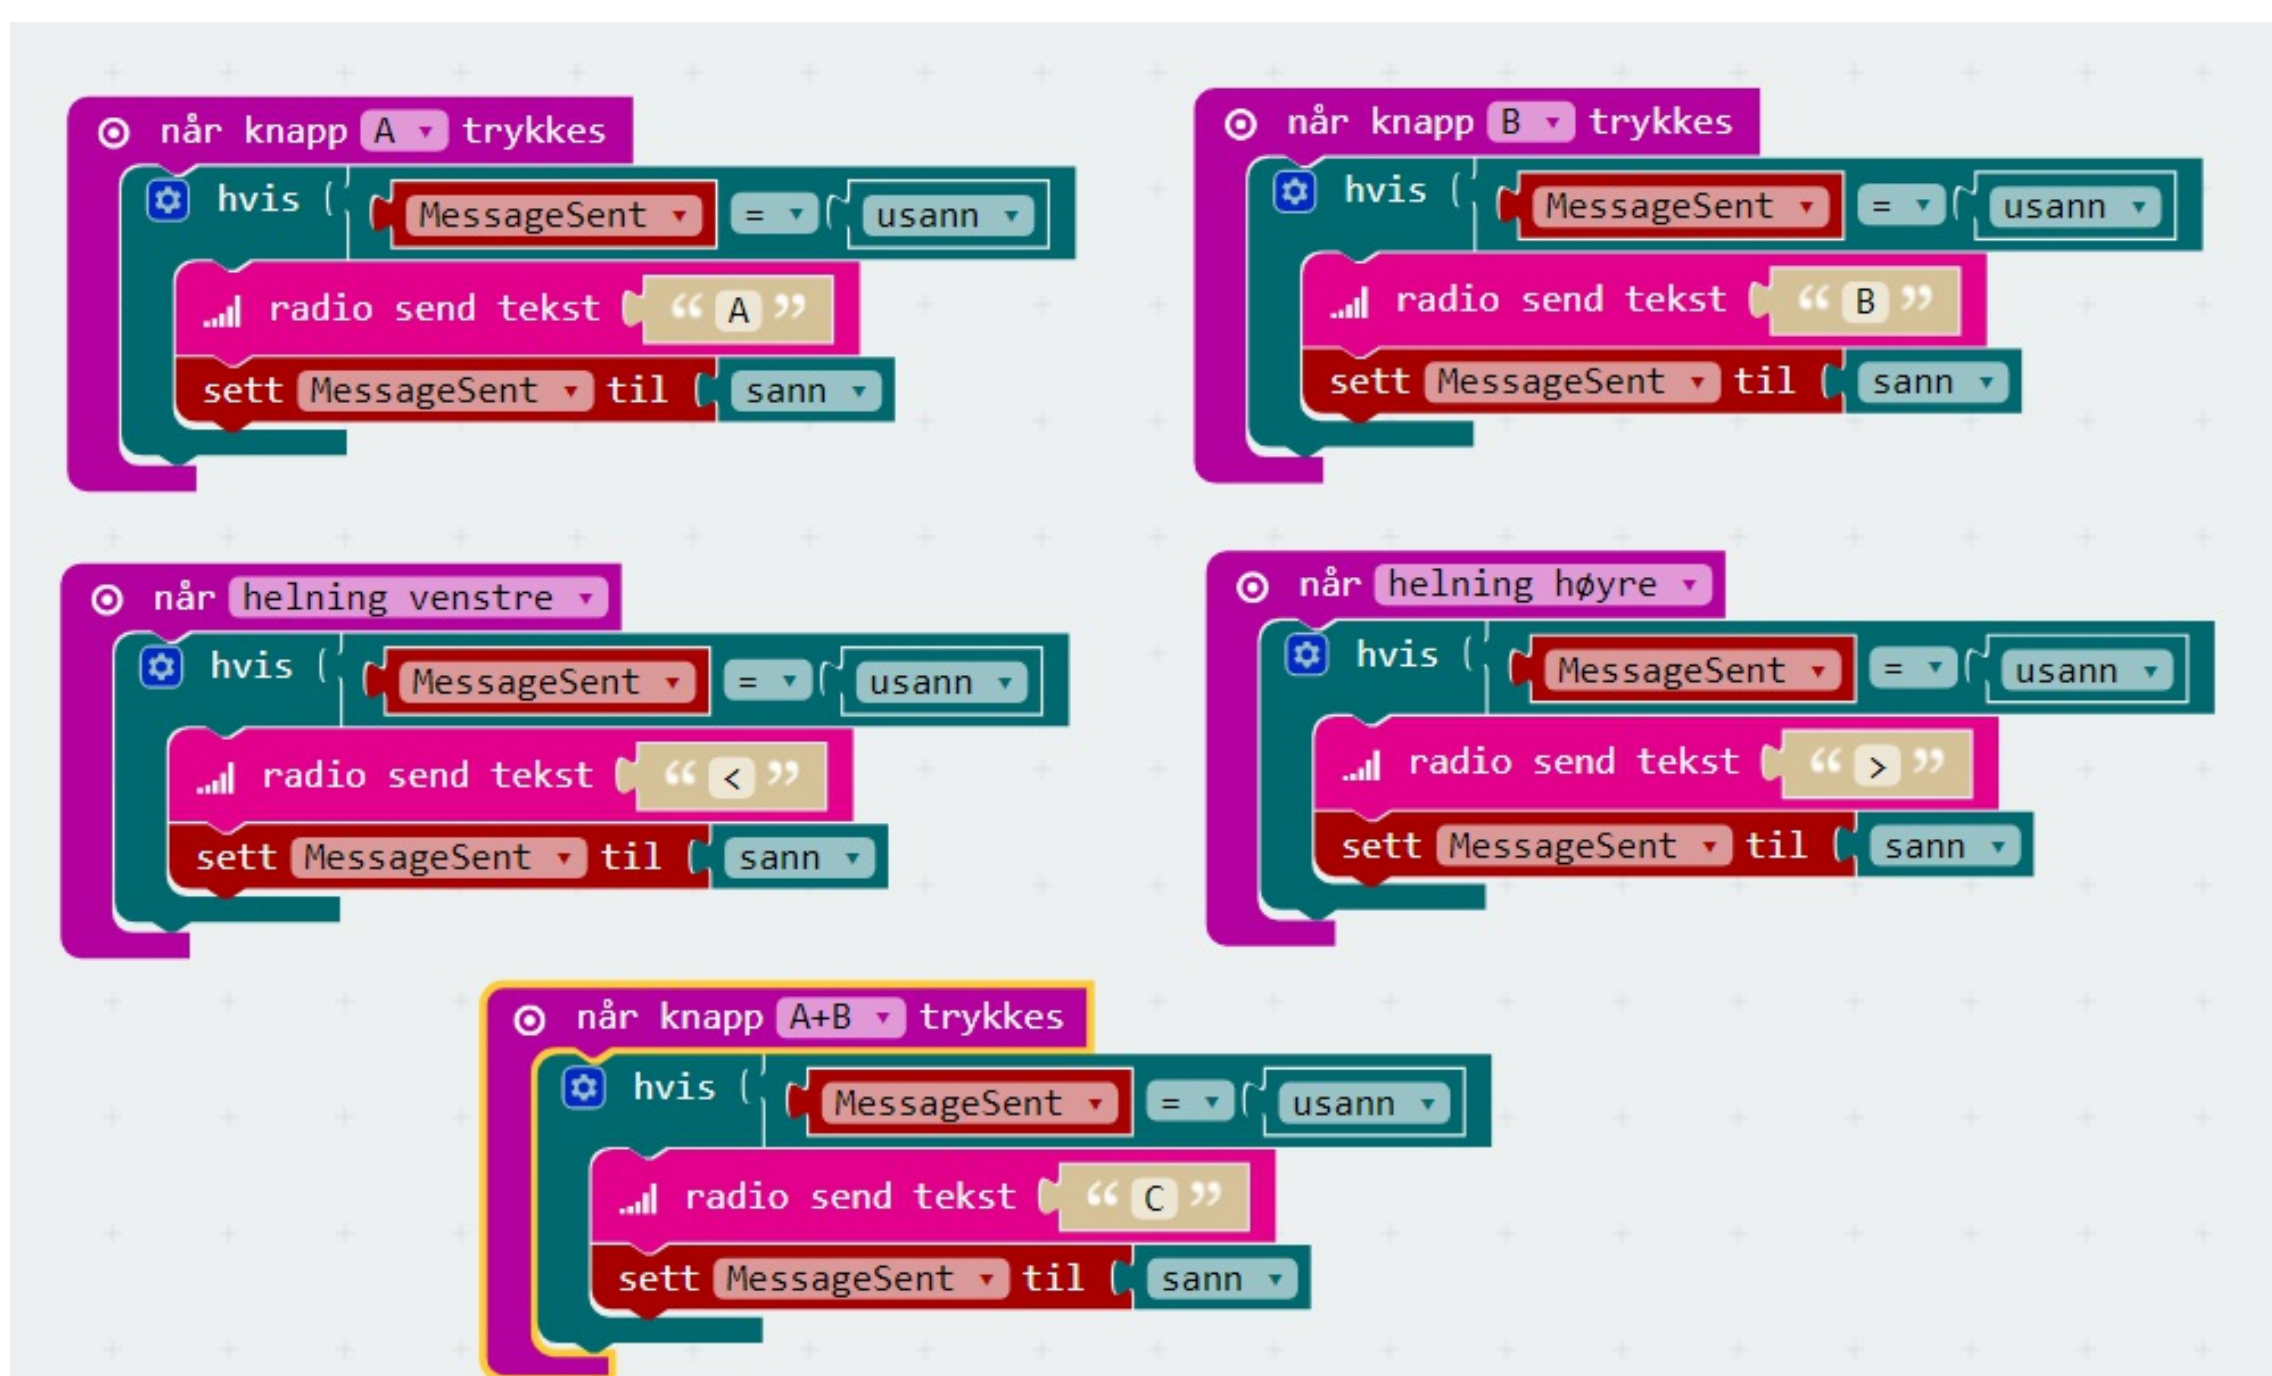 når knapp A trykkes
hvis MessageSent = usann
radio send tekst “ A ”
sett MessageSent til sann
når knapp B trykkes
hvis MessageSent = usann
radio send tekst “ B ”
sett MessageSent til sann
når helning venstre
hvis MessageSent = usann
radio send tekst “ < ”
sett MessageSent til sann
når helning høyre
hvis MessageSent = usann
radio send tekst “ > ”
sett MessageSent til sann
når knapp A+B trykkes
hvis MessageSent = usann
radio send tekst “ C ”
sett MessageSent til sann